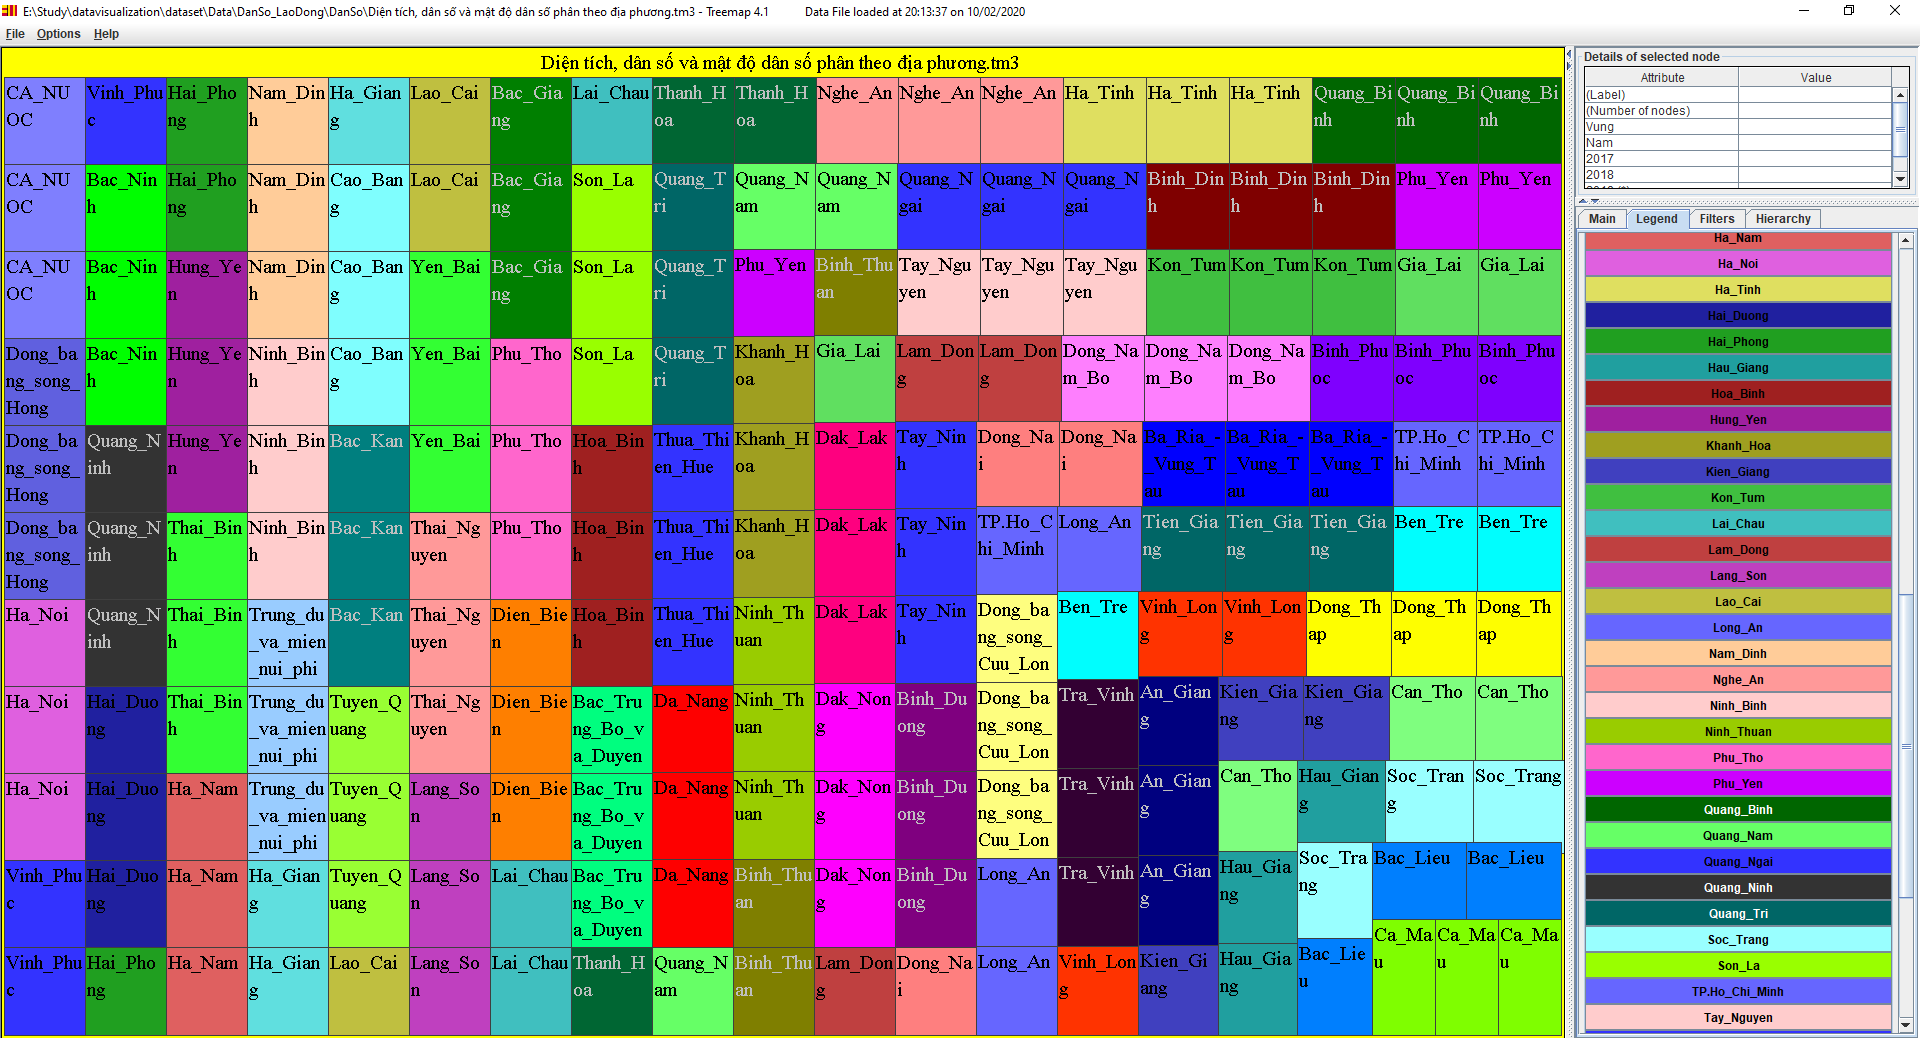 E:\Study\datavisualization\dataset\Data\DanSo_LaoDong\DanSo\Diện tích, dân số và mật độ dân số phân theo địa phương.tm3 - Treemap 4.1 Data File loaded at 20:13:37 on 10/02/2020
File Options Help
Diện tích, dân số và mật độ dân số phân theo địa phương.tm3
CA_NUOC Vinh_Phuc Hai_Phong Nam_Dinh Ha_Giang Lao_Cai Bac_Giang Lai_Chau Thanh_Hoa Thanh_Hoa Nghe_An Nghe_An Nghe_An Ha_Tinh Ha_Tinh Ha_Tinh Quang_Binh Quang_Binh Quang_Binh
CA_NUOC Bac_Ninh Hai_Phong Nam_Dinh Cao_Bang Lao_Cai Bac_Giang Son_La Quang_Tri Quang_Nam Quang_Nam Quang_Ngai Quang_Ngai Quang_Ngai Binh_Dinh Binh_Dinh Binh_Dinh Phu_Yen Phu_Yen
CA_NUOC Bac_Ninh Hung_Yen Nam_Dinh Cao_Bang Yen_Bai Bac_Giang Son_La Quang_Tri Phu_Yen Binh_Thuan Tay_Nguyen Tay_Nguyen Tay_Nguyen Kon_Tum Kon_Tum Kon_Tum Gia_Lai Gia_Lai
Dong_bang_song_Hong Bac_Ninh Hung_Yen Ninh_Binh Cao_Bang Yen_Bai Phu_Tho Son_La Quang_Tri Khanh_Hoa Gia_Lai Lam_Dong Lam_Dong Dong_Nam_Bo Dong_Nam_Bo Dong_Nam_Bo Binh_Phuoc Binh_Phuoc Binh_Phuoc
Dong_bang_song_Hong Quang_Ninh Hung_Yen Ninh_Binh Bac_Kan Yen_Bai Phu_Tho Hoa_Binh Thua_Thien_Hue Khanh_Hoa Dak_Lak Tay_Ninh Dong_Nai Dong_Nai Ba_Ria_-_Vung_Tau Ba_Ria_-_Vung_Tau Ba_Ria_-_Vung_Tau TP.Ho_Chi_Minh TP.Ho_Chi_Minh
Dong_bang_song_Hong Quang_Ninh Thai_Binh Ninh_Binh Bac_Kan Thai_Nguyen Phu_Tho Hoa_Binh Thua_Thien_Hue Khanh_Hoa Dak_Lak Tay_Ninh TP.Ho_Chi_Minh Long_An Tien_Giang Tien_Giang Tien_Giang Ben_Tre Ben_Tre
Ha_Noi Quang_Ninh Thai_Binh Trung_du_va_mien_nui_phi Bac_Kan Thai_Nguyen Dien_Bien Hoa_Binh Thua_Thien_Hue Ninh_Thuan Dak_Lak Tay_Ninh Dong_bang_song_Cuu_Lon Ben_Tre Vinh_Long Vinh_Long Dong_Thap Dong_Thap Dong_Thap
Ha_Noi Hai_Duong Thai_Binh Trung_du_va_mien_nui_phi Tuyen_Quang Thai_Nguyen Dien_Bien Bac_Trung_Bo_va_Duyen Da_Nang Ninh_Thuan Dak_Nong Binh_Duong Dong_bang_song_Cuu_Lon Tra_Vinh An_Giang Kien_Giang Kien_Giang Can_Tho Can_Tho
Ha_Noi Hai_Duong Ha_Nam Trung_du_va_mien_nui_phi Tuyen_Quang Lang_Son Dien_Bien Bac_Trung_Bo_va_Duyen Da_Nang Ninh_Thuan Dak_Nong Binh_Duong Dong_bang_song_Cuu_Lon Tra_Vinh An_Giang Can_Tho Hau_Giang Soc_Trang Soc_Trang
Vinh_Phuc Hai_Duong Ha_Nam Ha_Giang Tuyen_Quang Lang_Son Lai_Chau Bac_Trung_Bo_va_Duyen Da_Nang Binh_Thuan Dak_Nong Binh_Duong Long_An Tra_Vinh An_Giang Hau_Giang Soc_Trang Bac_Lieu Bac_Lieu
Vinh_Phuc Hai_Phong Ha_Nam Ha_Giang Lao_Cai Lang_Son Lai_Chau Thanh_Hoa Quang_Nam Binh_Thuan Lam_Dong Dong_Nai Long_An Vinh_Long Kien_Giang Hau_Giang Bac_Lieu Ca_Mau Ca_Mau Ca_Mau
Details of selected node
Attribute Value
(Label)
(Number of nodes)
Vung
Nam
2017
2018
Main Legend Filters Hierarchy
Ha_Nam
Ha_Noi
Ha_Tinh
Hai_Duong
Hai_Phong
Hau_Giang
Hoa_Binh
Hung_Yen
Khanh_Hoa
Kien_Giang
Kon_Tum
Lai_Chau
Lam_Dong
Lang_Son
Lao_Cai
Long_An
Nam_Dinh
Nghe_An
Ninh_Binh
Ninh_Thuan
Phu_Tho
Phu_Yen
Quang_Binh
Quang_Nam
Quang_Ngai
Quang_Ninh
Quang_Tri
Soc_Trang
Son_La
TP.Ho_Chi_Minh
Tay_Nguyen